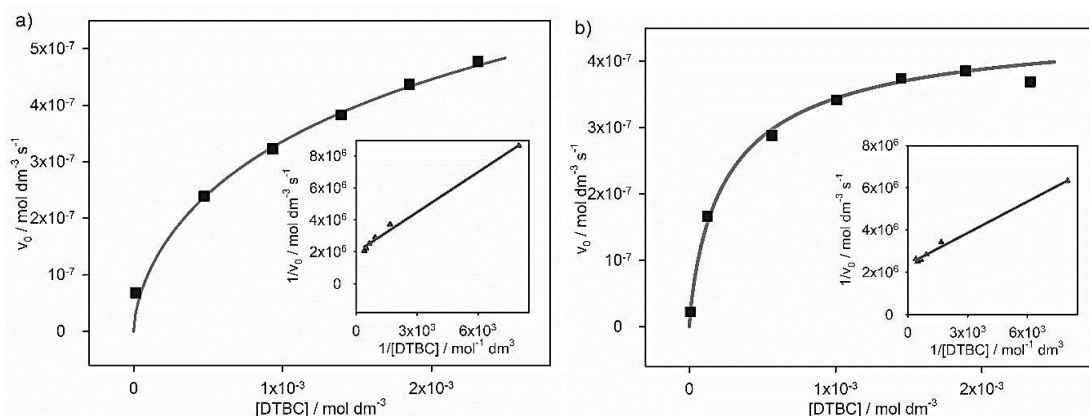 a)
5x10⁻⁷
4x10⁻⁷
3x10⁻⁷
2x10⁻⁷
10⁻⁷
0
v₀ / mol dm⁻³ s⁻¹
0
1x10⁻³
2x10⁻³
[DTBC] / mol dm⁻³
8x10⁶
6x10⁶
4x10⁶
2x10⁶
0
1/v₀ / mol dm⁻³ s⁻¹
0
3x10³
6x10³
1/[DTBC] / mol⁻¹ dm³
b)
4x10⁻⁷
3x10⁻⁷
2x10⁻⁷
10⁻⁷
0
v₀ / mol dm⁻³ s⁻¹
0
1x10⁻³
2x10⁻³
[DTBC] / mol dm⁻³
6x10⁶
4x10⁶
2x10⁶
0
1/v₀ / mol dm⁻³ s⁻¹
0
3x10³
6x10³
1/[DTBC] / mol⁻¹ dm³